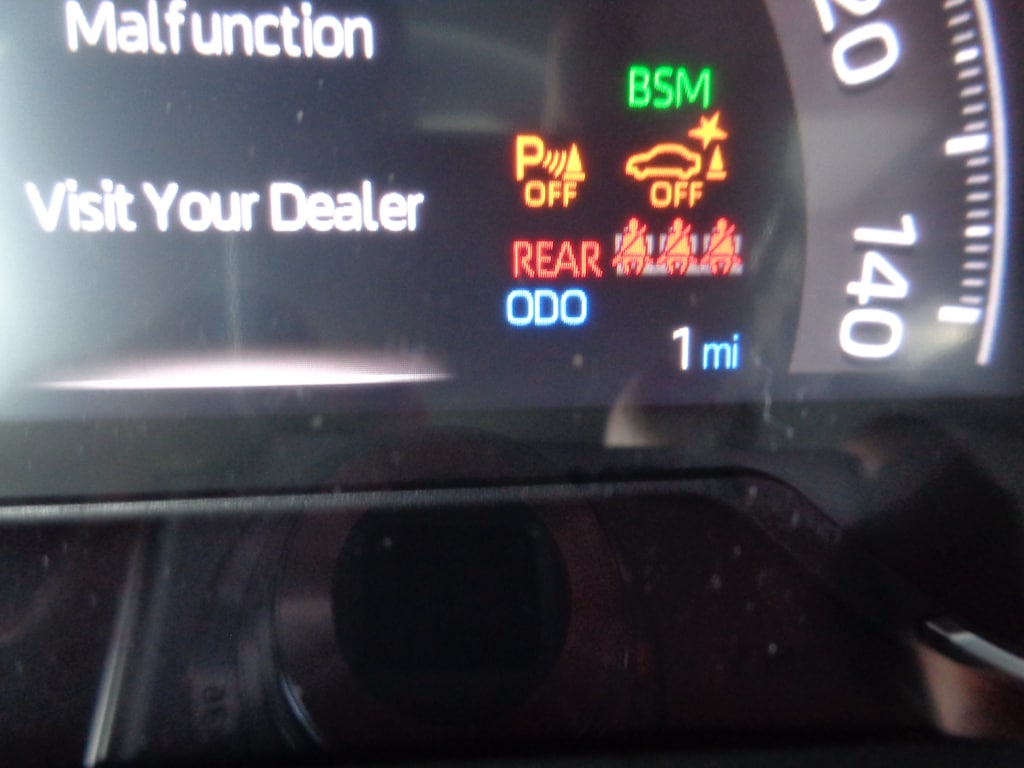 Malfunction
BSM
P OFF
OFF
Visit Your Dealer
REAR
ODO
1 mi
20
140